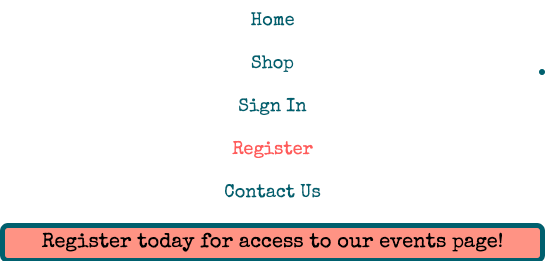 Home
Shop
Sign In
Register
Contact Us
Register today for access to our events page!